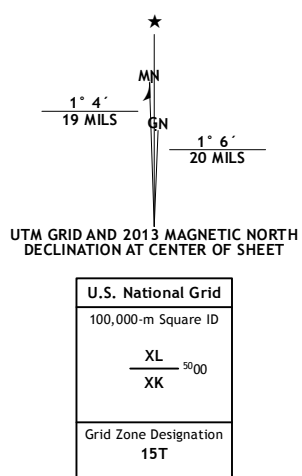 ★
MN
1° 4´
19 MILS
GN
1° 6´
20 MILS
UTM GRID AND 2013 MAGNETIC NORTH
DECLINATION AT CENTER OF SHEET
U.S. National Grid
100,000-m Square ID
XL
5000
XK
Grid Zone Designation
15T